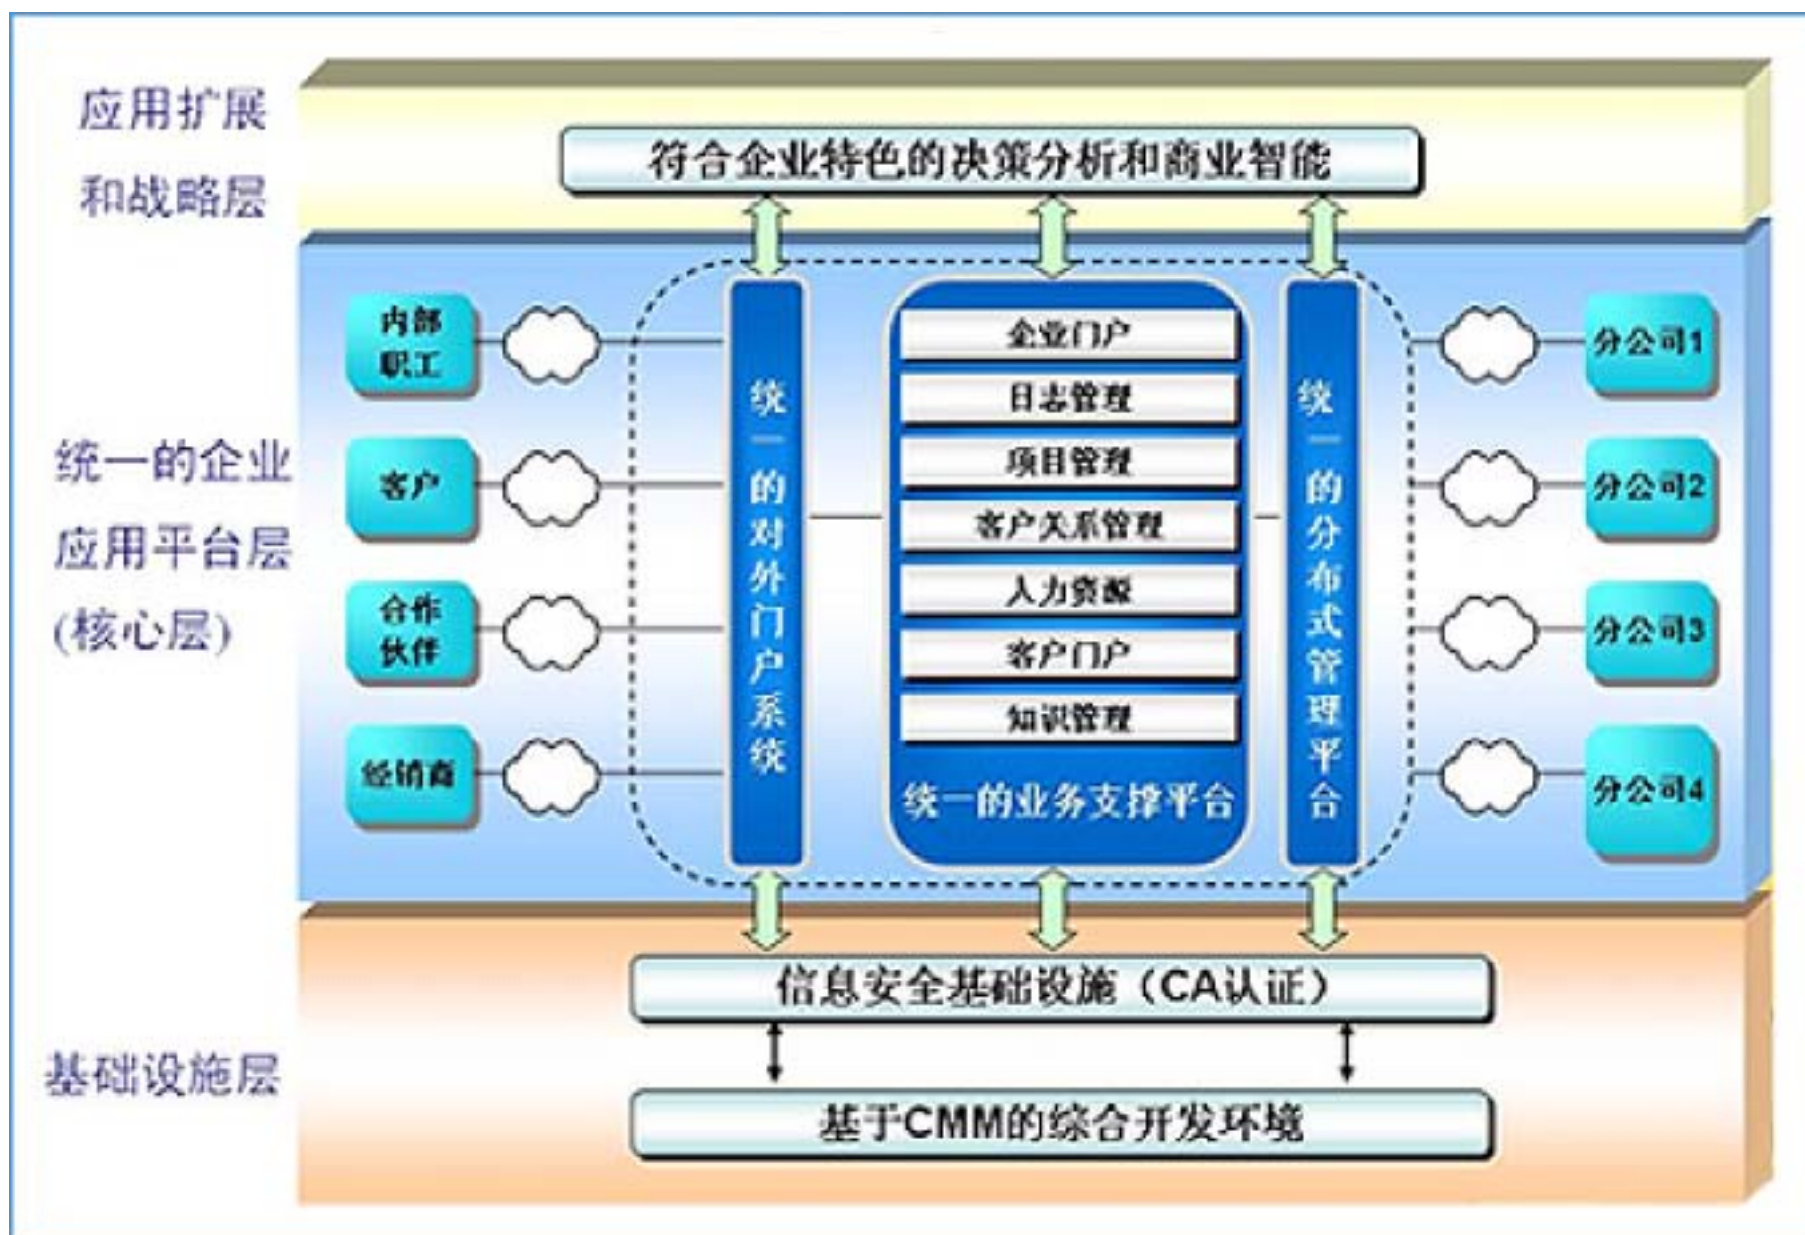 应用扩展
和战略层
符合企业特色的决策分析和商业智能
统一的企业
应用平台层
(核心层)
内部
职工
客户
合作
伙伴
经销商
统一的对外门户系统
企业门户
日志管理
项目管理
客户关系管理
人力资源
客户门户
知识管理
统一的业务支撑平台
统一的分布式管理平台
分公司1
分公司2
分公司3
分公司4
基础设施层
信息安全基础设施（CA认证）
基于CMM的综合开发环境